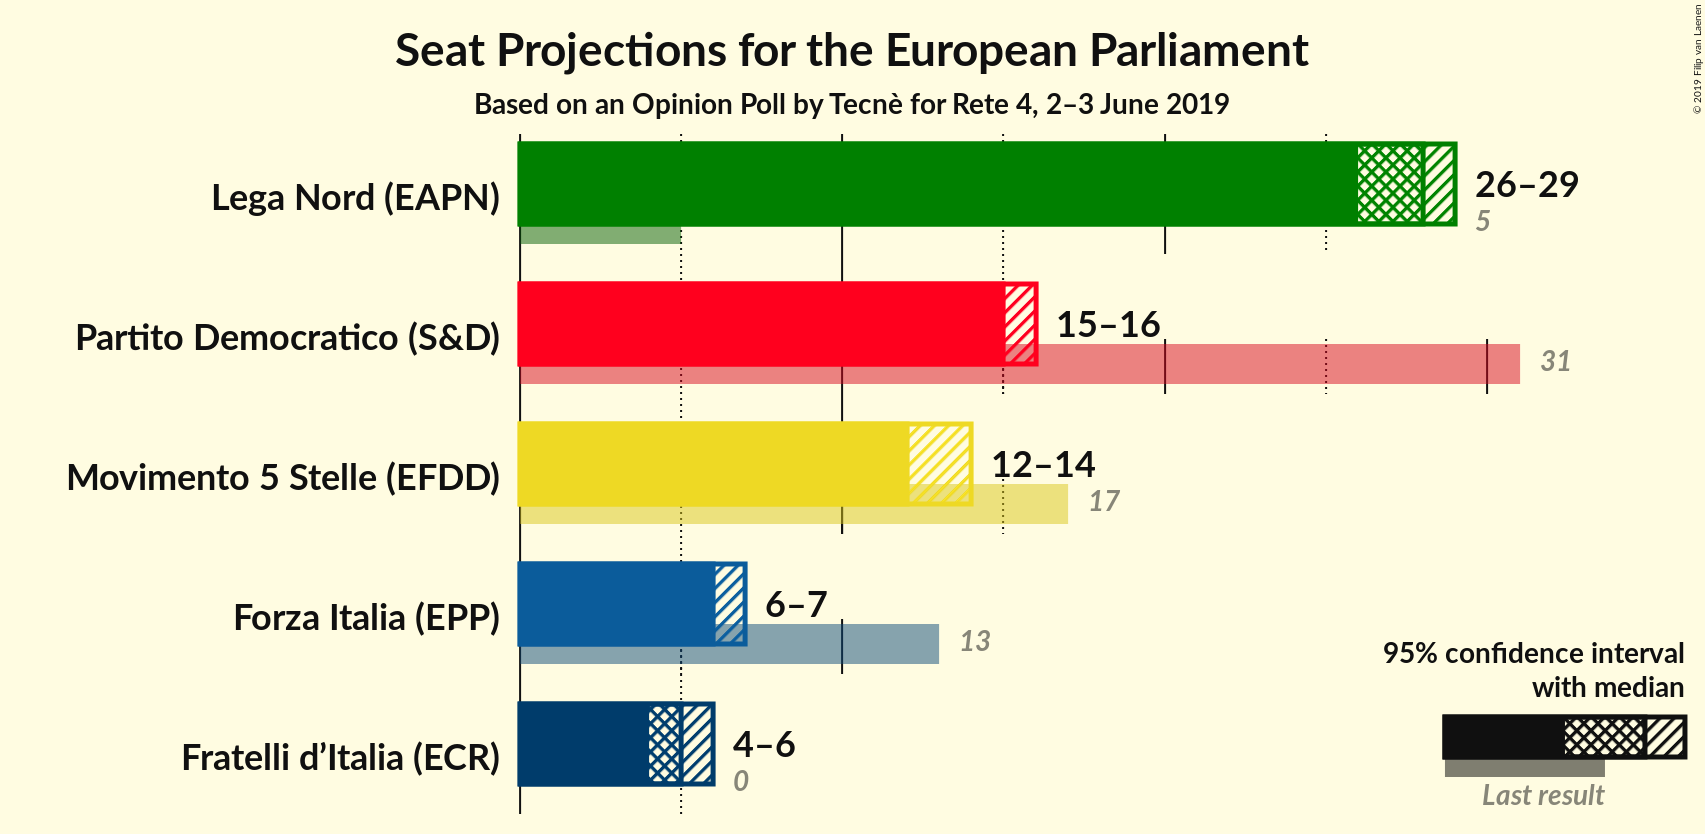 Seat Projections for the European Parliament
Based on an Opinion Poll by Tecnè for Rete 4, 2–3 June 2019
© 2019 Filip van Laenen
Lega Nord (EAPN)
26–29
5
Partito Democratico (S&D)
15–16
31
Movimento 5 Stelle (EFDD)
12–14
17
Forza Italia (EPP)
6–7
13
Fratelli d’Italia (ECR)
4–6
0
95% confidence interval
with median
Last result